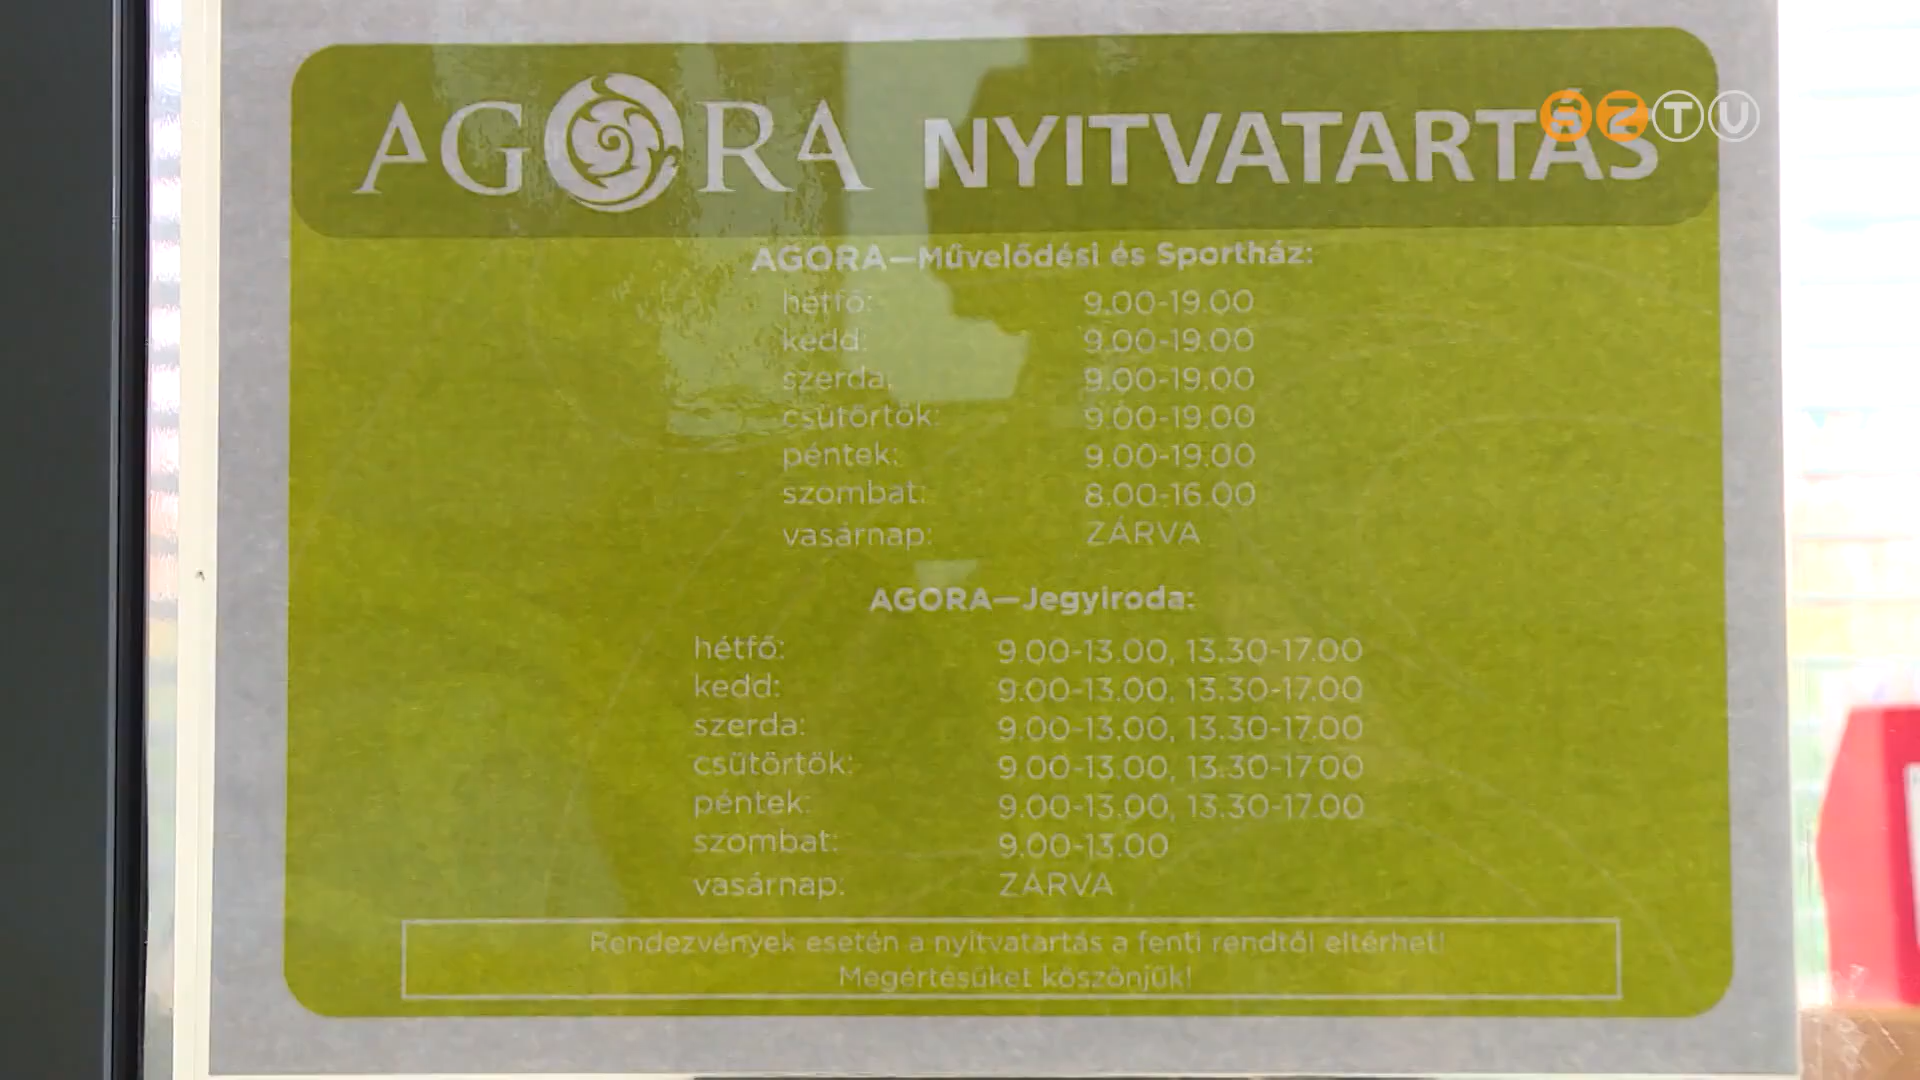 AGORA NYITVATARTÁS
SZTV
AGORA—Művelődési és Sportház:
hétfő: 9.00-19.00
kedd: 9.00-19.00
szerda: 9.00-19.00
csütörtök: 9.00-19.00
péntek: 9.00-19.00
szombat: 8.00-16.00
vasárnap: ZÁRVA
AGORA—Jegyiroda:
hétfő: 9.00-13.00, 13.30-17.00
kedd: 9.00-13.00, 13.30-17.00
szerda: 9.00-13.00, 13.30-17.00
csütörtök: 9.00-13.00, 13.30-17.00
péntek: 9.00-13.00, 13.30-17.00
szombat: 9.00-13.00
vasárnap: ZÁRVA
Rendezvények esetén a nyitvatartás a fenti rendtől eltérhet!
Megértésüket köszönjük!